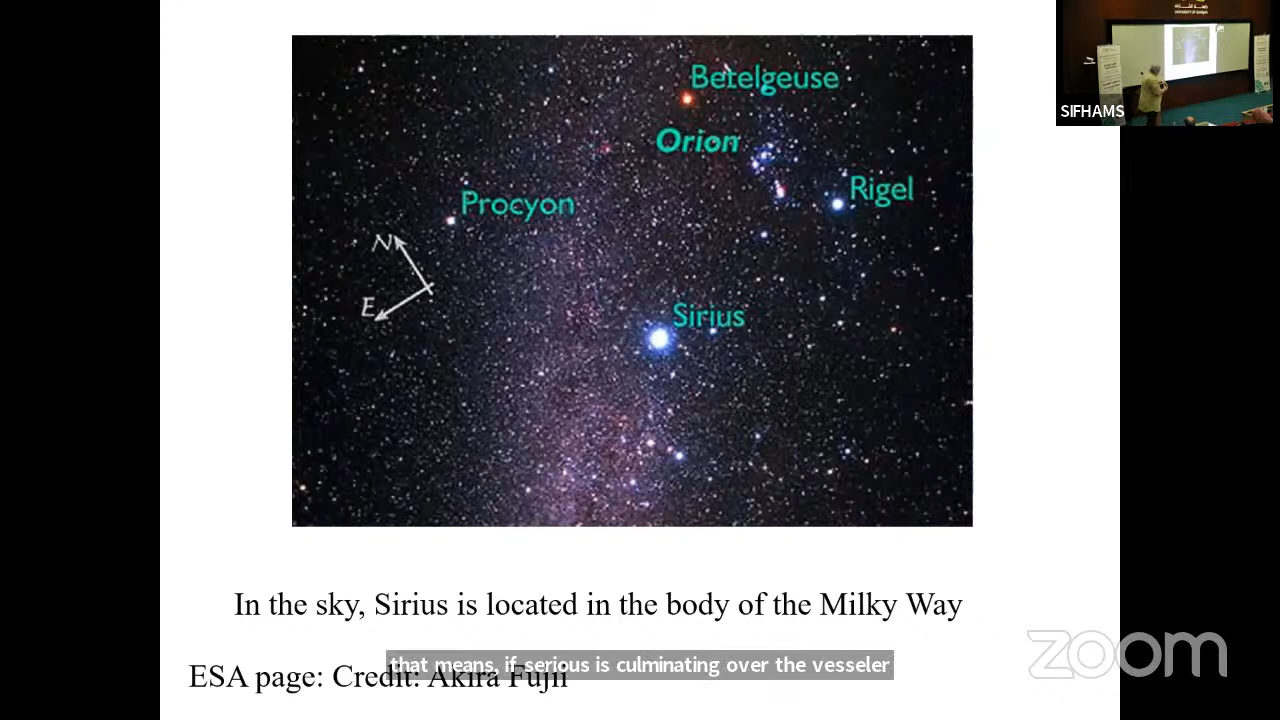 Betelgeuse
Orion
Rigel
Procyon
N
E
Sirius
SIFHAMS
In the sky, Sirius is located in the body of the Milky Way
that means, if serious is culminating over the vesseler
ESA page: Credit: Akira Fujii
zoom